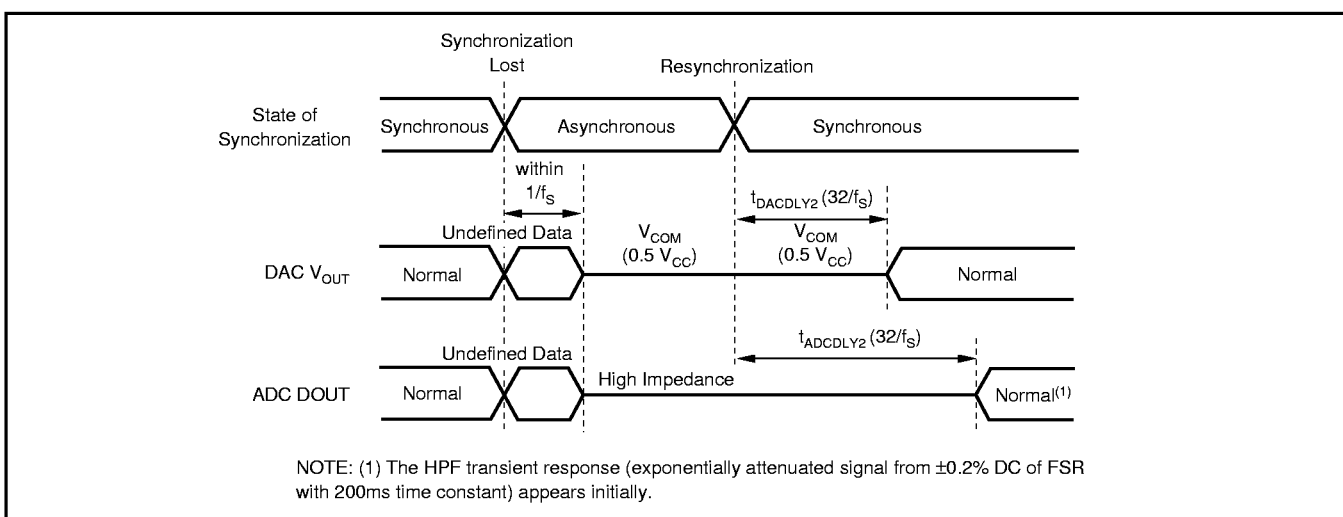 Synchronization
Lost
Resynchronization
State of
Synchronization
Synchronous
Asynchronous
Synchronous
within
1/fS
tDACDLY2 (32/fS)
Undefined Data
VCOM
(0.5 VCC)
VCOM
(0.5 VCC)
DAC VOUT
Normal
Normal
tADCDLY2 (32/fS)
Undefined Data
High Impedance
ADC DOUT
Normal
Normal(1)
NOTE: (1) The HPF transient response (exponentially attenuated signal from ±0.2% DC of FSR
with 200ms time constant) appears initially.